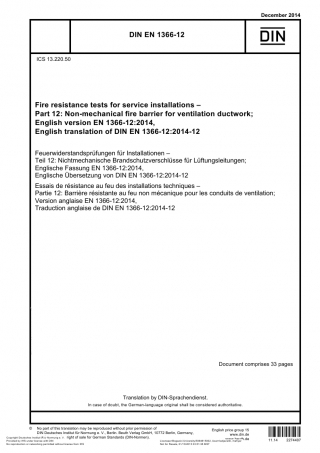 December 2014
DIN EN 1366-12
DIN
ICS 13.220.50
Fire resistance tests for service installations –
Part 12: Non-mechanical fire barrier for ventilation ductwork;
English version EN 1366-12:2014,
English translation of DIN EN 1366-12:2014-12
Feuerwiderstandsprüfungen für Installationen –
Teil 12: Nichtmechanische Brandschutzverschlüsse für Lüftungsleitungen;
Englische Fassung EN 1366-12:2014,
Englische Übersetzung von DIN EN 1366-12:2014-12
Essais de résistance au feu des installations techniques –
Partie 12: Barrière résistante au feu non mécanique pour les conduits de ventilation;
Version anglaise EN 1366-12:2014,
Traduction anglaise de DIN EN 1366-12:2014-12
Document comprises 33 pages
Translation by DIN-Sprachendienst.
In case of doubt, the German-language original shall be considered authoritative.
No part of this translation may be reproduced without prior permission of
DIN Deutsches Institut für Normung e. V., Berlin. Beuth Verlag GmbH, 10772 Berlin, Germany,
right of sale for German Standards (DIN-Normen).
English price group 15
www.din.de
11.14